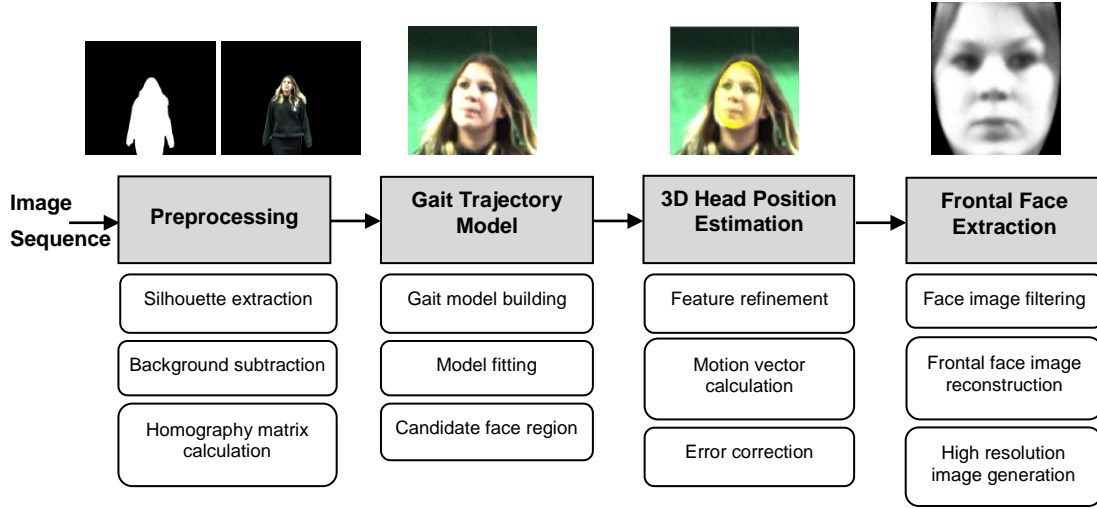 Image
Sequence
Preprocessing
Gait Trajectory
Model
3D Head Position
Estimation
Frontal Face
Extraction
Silhouette extraction
Background subtraction
Homography matrix
calculation
Gait model building
Model fitting
Candidate face region
Feature refinement
Motion vector
calculation
Error correction
Face image filtering
Frontal face image
reconstruction
High resolution
image generation